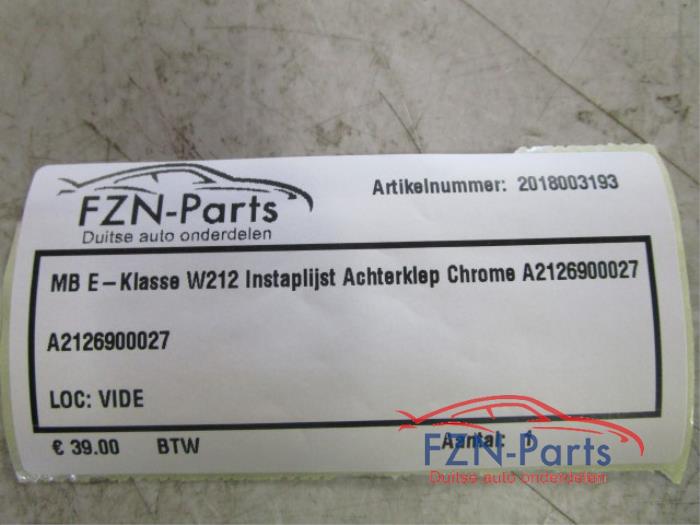 Artikelnummer: 2018003193
FZN-Parts
Duitse auto onderdelen
MB E-Klasse W212 Instaplijst Achterklep Chrome A2126900027
A2126900027
LOC: VIDE
€ 39.00 BTW Aantal: 1
FZN-Parts
Duitse auto onderdelen